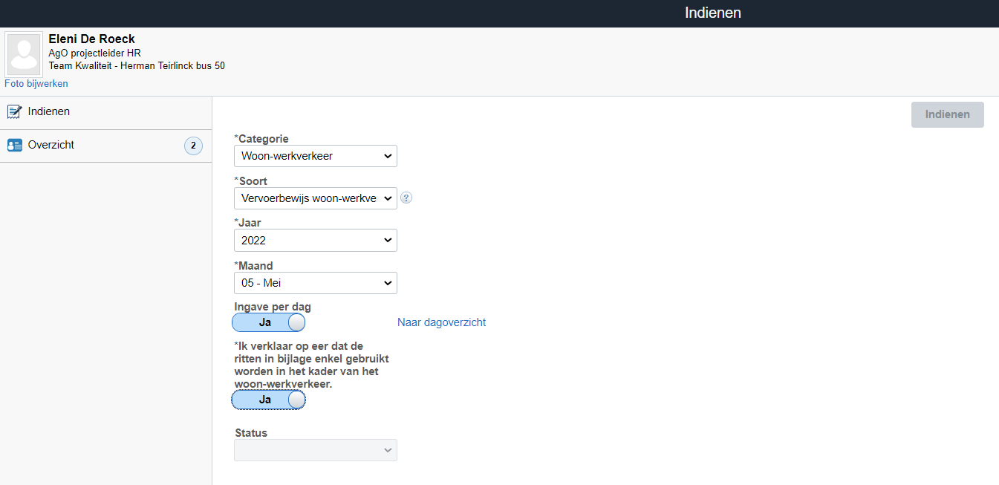 Indienen
Eleni De Roeck
AgO projectleider HR
Team Kwaliteit - Herman Teirlinck bus 50
Foto bijwerken
Indienen
Overzicht
2
Indienen
*Categorie
Woon-werkverkeer
*Soort
Vervoerbewijs woon-werkve
?
*Jaar
2022
*Maand
05 - Mei
Ingave per dag
Ja
Naar dagoverzicht
*Ik verklaar op eer dat de
ritten in bijlage enkel gebruikt
worden in het kader van het
woon-werkverkeer.
Ja
Status